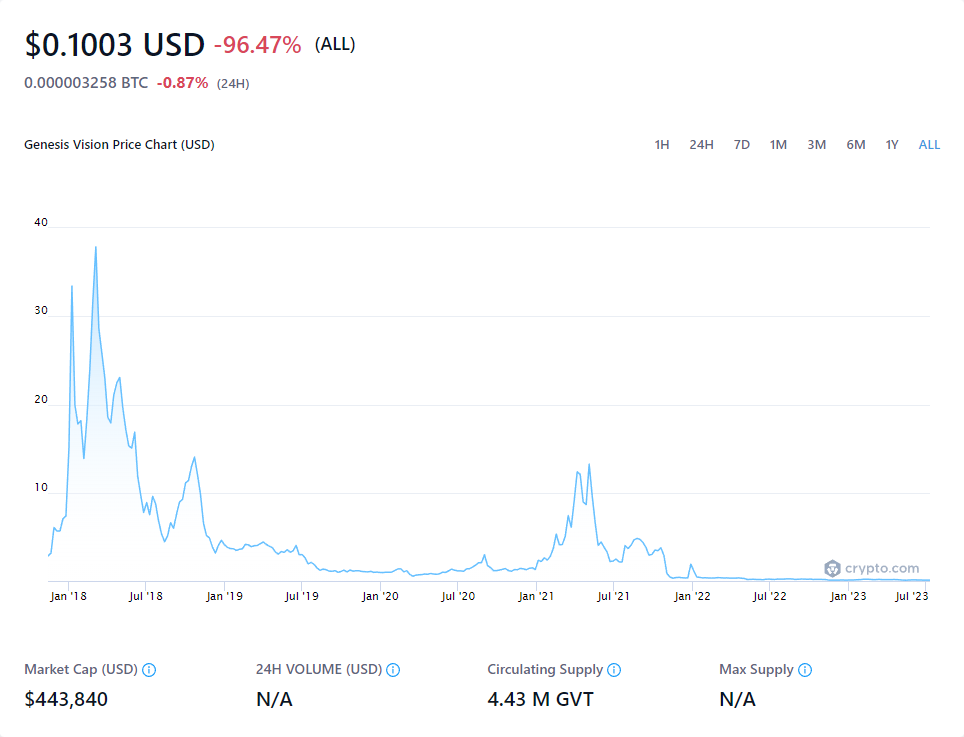 $0.1003 USD -96.47% (ALL)
0.000003258 BTC -0.87% (24H)
Genesis Vision Price Chart (USD) 1H 24H 7D 1M 3M 6M 1Y ALL
40
30
20
10
crypto.com
Jan '18 Jul '18 Jan '19 Jul '19 Jan '20 Jul '20 Jan '21 Jul '21 Jan '22 Jul '22 Jan '23 Jul '23
Market Cap (USD) 24H VOLUME (USD) Circulating Supply Max Supply
$443,840 N/A 4.43 M GVT N/A